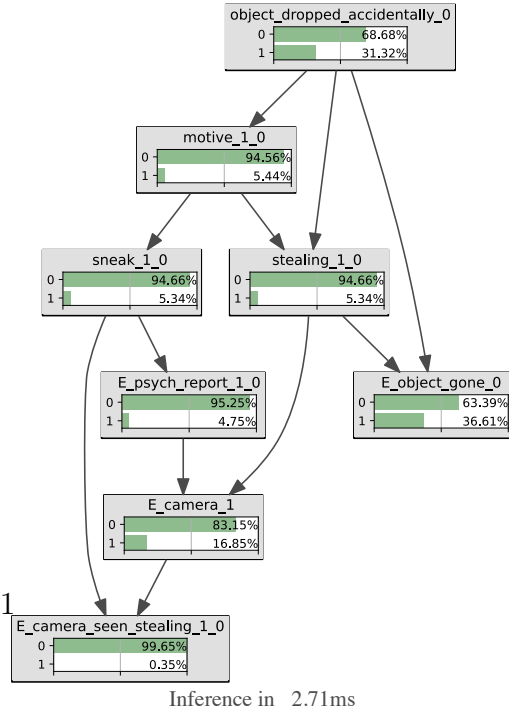 object_dropped_accidentally_0
0 68.68%
1 31.32%
motive_1_0
0 94.56%
1 5.44%
sneak_1_0
0 94.66%
1 5.34%
stealing_1_0
0 94.66%
1 5.34%
E_psych_report_1_0
0 95.25%
1 4.75%
E_object_gone_0
0 63.39%
1 36.61%
E_camera_1
0 83.15%
1 16.85%
1
E_camera_seen_stealing_1_0
0 99.65%
1 0.35%
Inference in 2.71ms